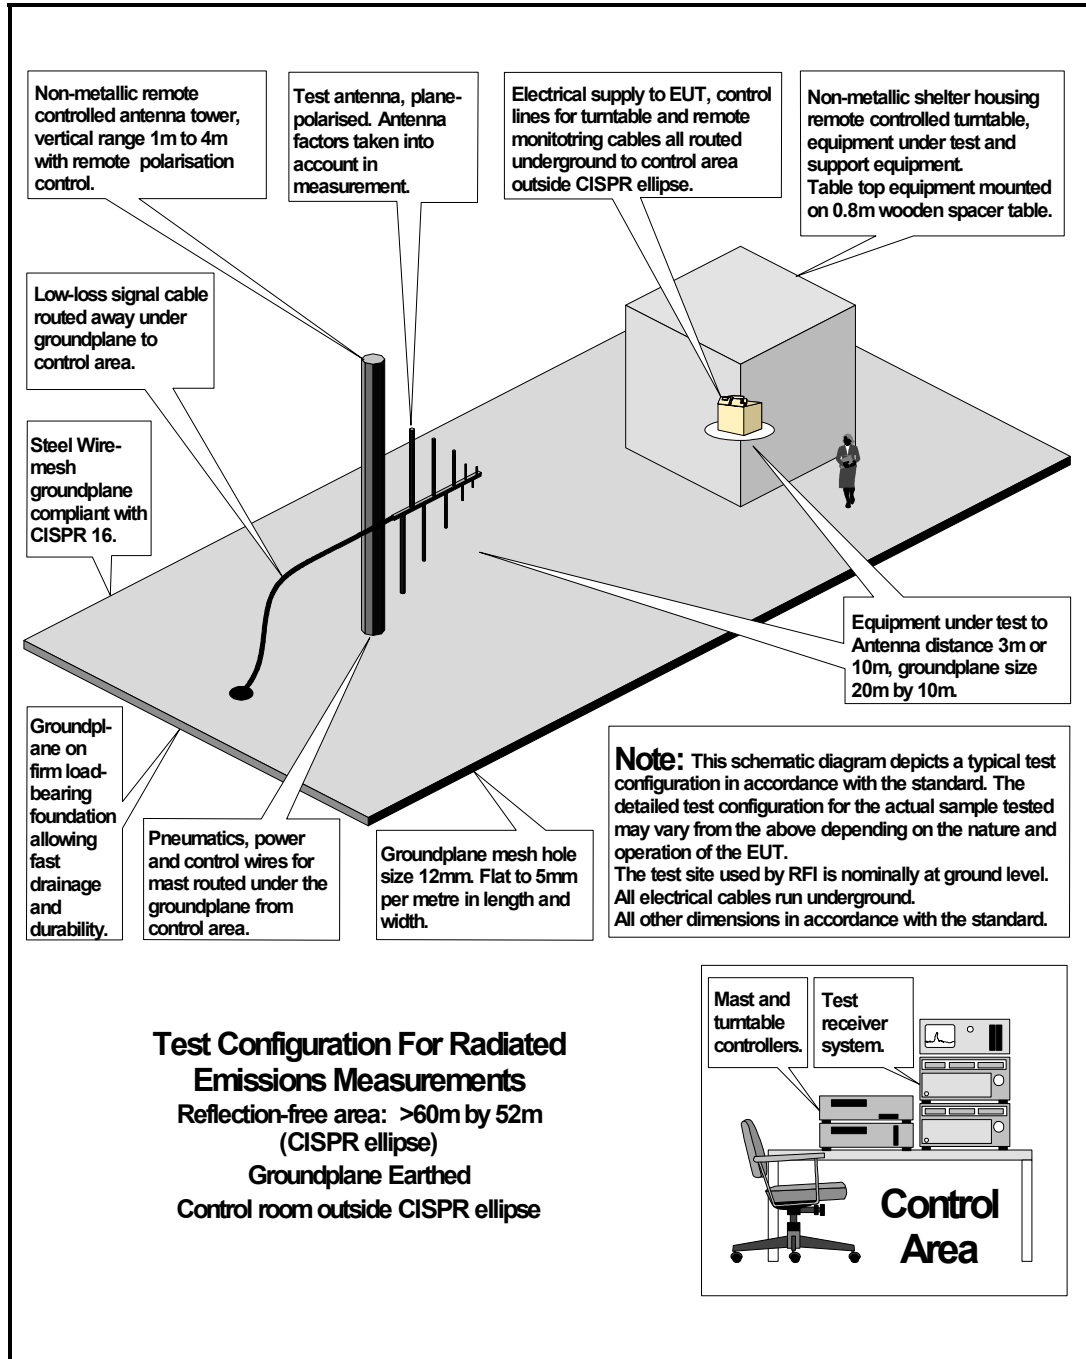 Non-metallic remote
controlled antenna tower,
vertical range 1m to 4m
with remote polarisation
control.
Test antenna, plane-
polarised. Antenna
factors taken into
account in
measurement.
Electrical supply to EUT, control
lines for turntable and remote
monitotring cables all routed
underground to control area
outside CISPR ellipse.
Non-metallic shelter housing
remote controlled turntable,
equipment under test and
support equipment.
Table top equipment mounted
on 0.8m wooden spacer table.
Low-loss signal cable
routed away under
groundplane to
control area.
Steel Wire-
mesh
groundplane
compliant with
CISPR 16.
Equipment under test to
Antenna distance 3m or
10m, groundplane size
20m by 10m.
Groundpl-
ane on
firm load-
bearing
foundation
allowing
fast
drainage
and
durability.
Pneumatics, power
and control wires for
mast routed under the
groundplane from
control area.
Groundplane mesh hole
size 12mm. Flat to 5mm
per metre in length and
width.
Note: This schematic diagram depicts a typical test
configuration in accordance with the standard. The
detailed test configuration for the actual sample tested
may vary from the above depending on the nature and
operation of the EUT.
The test site used by RFI is nominally at ground level.
All electrical cables run underground.
All other dimensions in accordance with the standard.
Test Configuration For Radiated
Emissions Measurements
Reflection-free area: >60m by 52m
(CISPR ellipse)
Groundplane Earthed
Control room outside CISPR ellipse
Mast and
turntable
controllers.
Test
receiver
system.
Control
Area